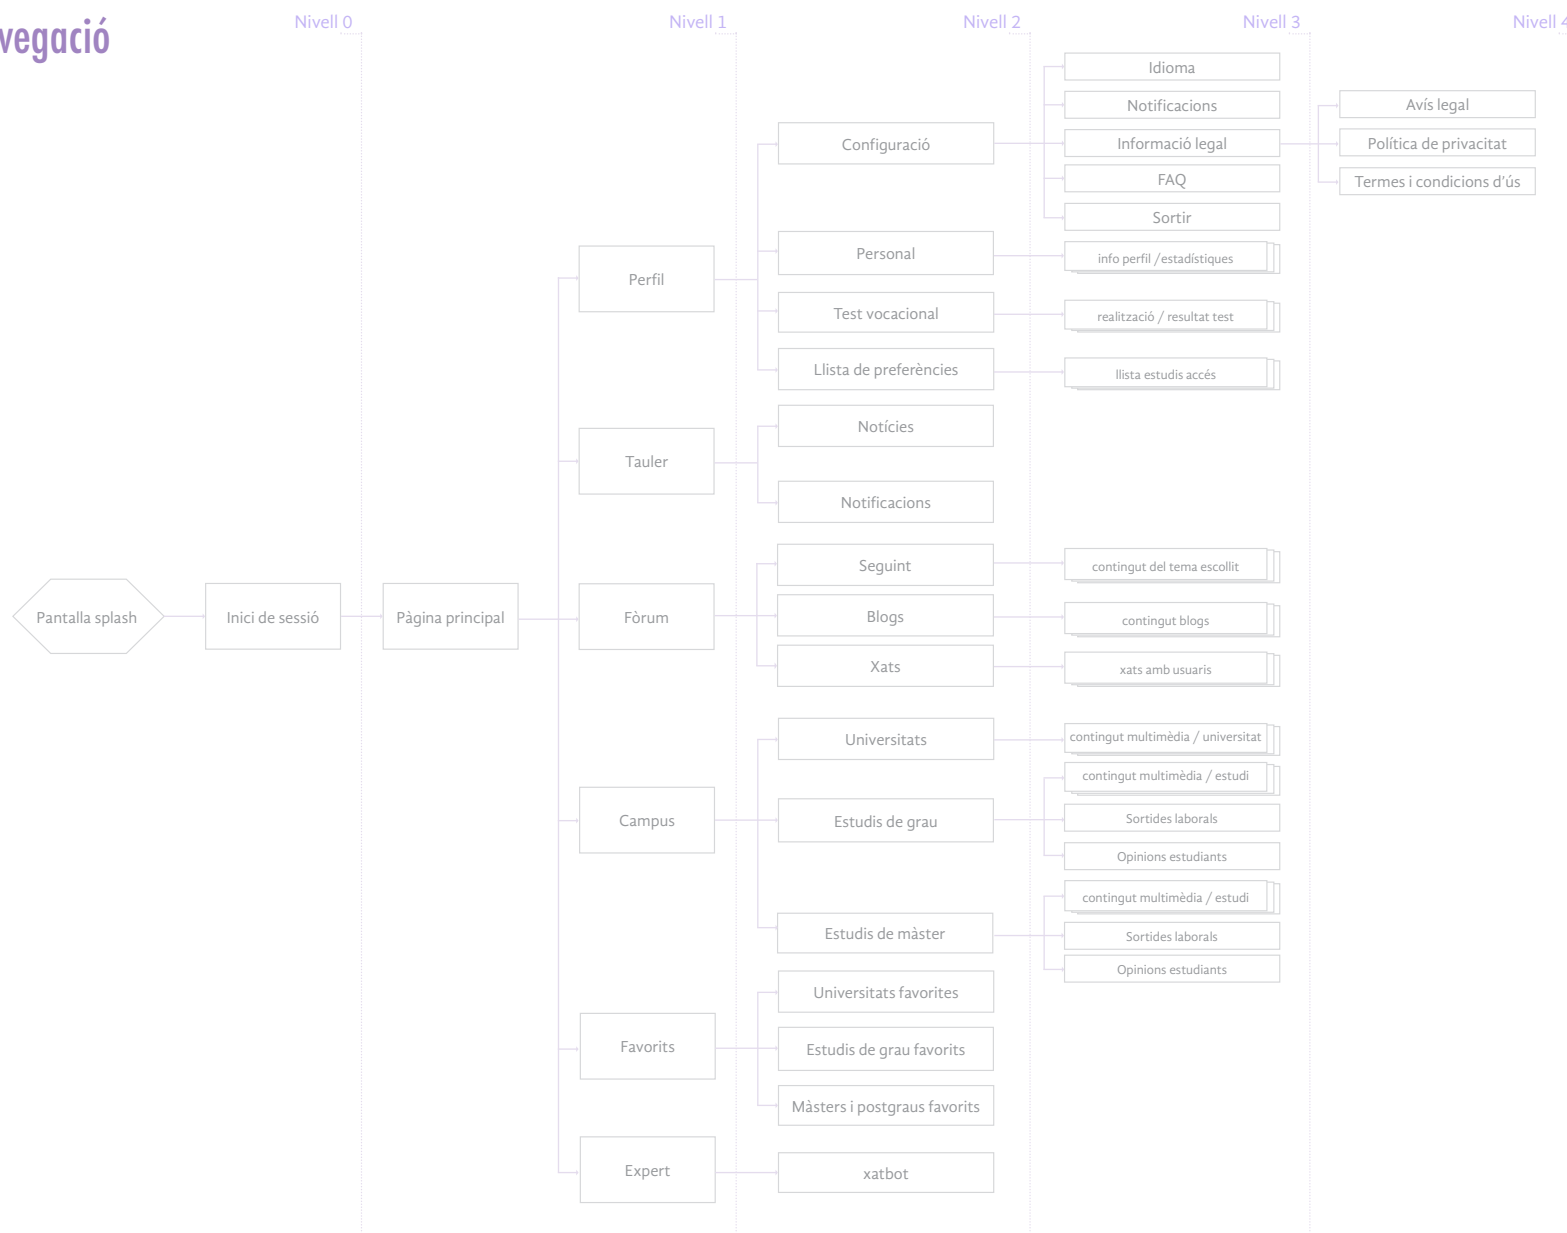 vegació
Nivell 0
Nivell 1
Nivell 2
Nivell 3
Nivell 4
Pantalla splash
Inici de sessió
Pàgina principal
Perfil
Configuració
Idioma
Notificacions
Informació legal
Avís legal
Política de privacitat
Termes i condicions d'ús
FAQ
Sortir
Personal
info perfil /estadístiques
Test vocacional
realització / resultat test
Llista de preferències
llista estudis accés
Tauler
Notícies
Notificacions
Fòrum
Seguint
contingut del tema escollit
Blogs
contingut blogs
Xats
xats amb usuaris
Campus
Universitats
contingut multimèdia / universitat
Estudis de grau
contingut multimèdia / estudi
Sortides laborals
Opinions estudiants
Estudis de màster
contingut multimèdia / estudi
Sortides laborals
Opinions estudiants
Favorits
Universitats favorites
Estudis de grau favorits
Màsters i postgraus favorits
Expert
xatbot